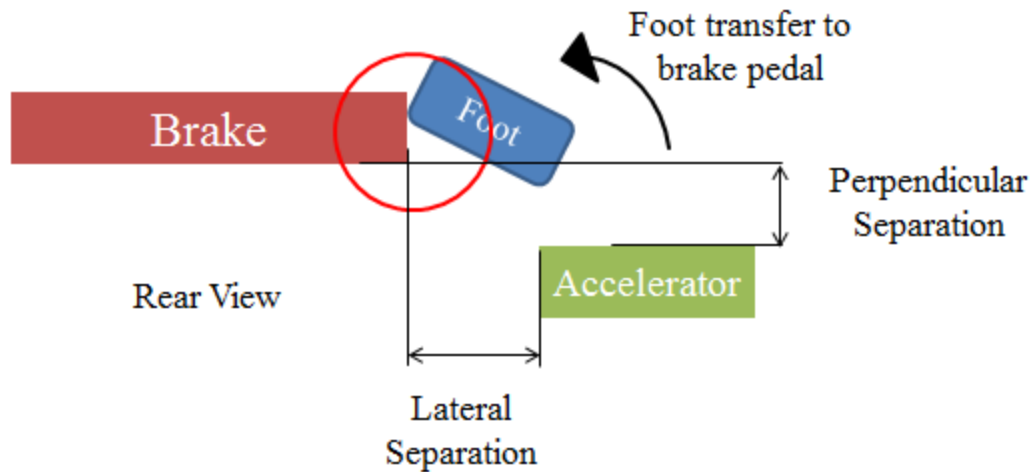 Foot transfer to
brake pedal
Brake
Foot
Perpendicular
Separation
Accelerator
Rear View
Lateral
Separation